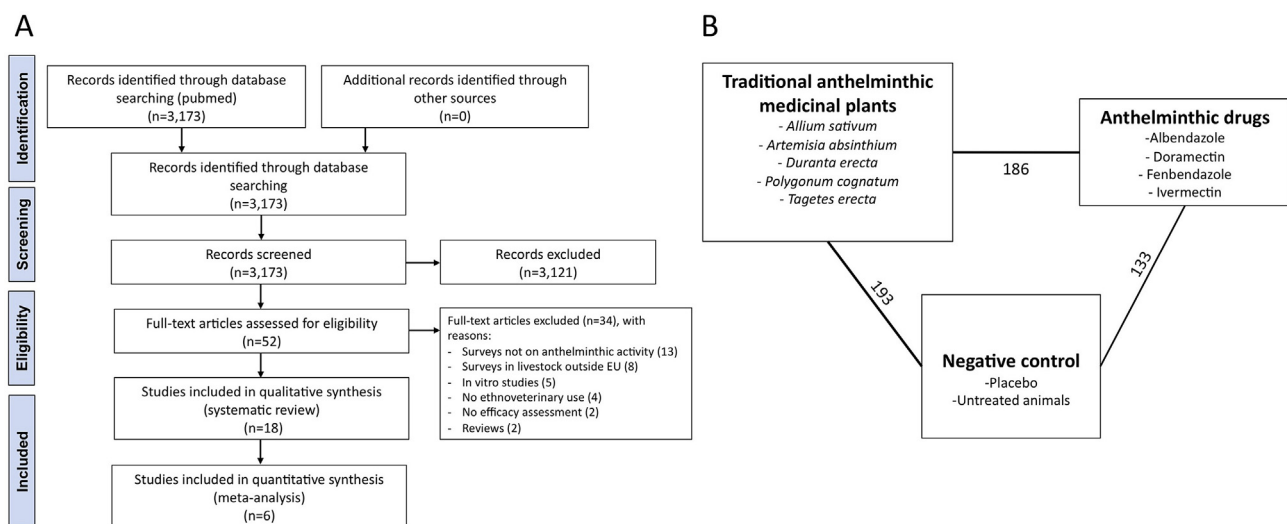 A
Identification
Records identified through database
searching (pubmed)
(n=3,173)
Additional records identified through
other sources
(n=0)
Records identified through database
searching
(n=3,173)
Screening
Records screened
(n=3,173)
Records excluded
(n=3,121)
Eligibility
Full-text articles assessed for eligibility
(n=52)
Full-text articles excluded (n=34), with
reasons:
- Surveys not on anthelminthic activity (13)
- Surveys in livestock outside EU (8)
- In vitro studies (5)
- No ethnoveterinary use (4)
- No efficacy assessment (2)
- Reviews (2)
Studies included in qualitative synthesis
(systematic review)
(n=18)
Included
Studies included in quantitative synthesis
(meta-analysis)
(n=6)
B
Traditional anthelminthic
medicinal plants
- Allium sativum
- Artemisia absinthium
- Duranta erecta
- Polygonum cognatum
- Tagetes erecta
186
Anthelminthic drugs
-Albendazole
- Doramectin
- Fenbendazole
- Ivermectin
193
133
Negative control
-Placebo
-Untreated animals